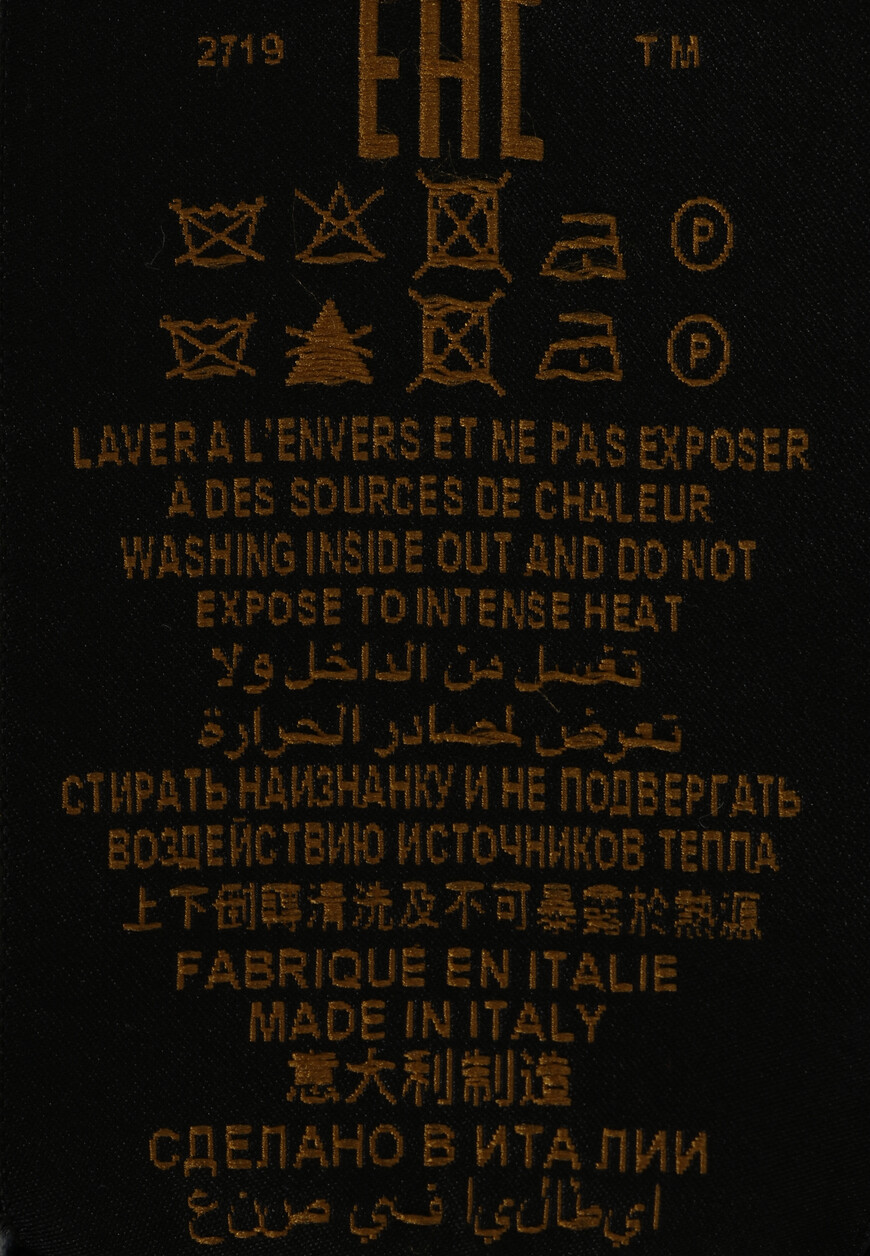 2719 EAC TM
P
P
LAVER A L'ENVERS ET NE PAS EXPOSER
A DES SOURCES DE CHALEUR
WASHING INSIDE OUT AND DO NOT
EXPOSE TO INTENSE HEAT
تغسل من الداخل ولا
تعرض لمصادر الحرارة
СТИРАТЬ НАИЗНАНКУ И НЕ ПОДВЕРГАТЬ
ВОЗДЕЙСТВИЮ ИСТОЧНИКОВ ТЕПЛА
上下倒轉清洗及不可暴露於熱源
FABRIQUE EN ITALIE
MADE IN ITALY
意大利制造
СДЕЛАНО В ИТАЛИИ
ايطاليا في صنع